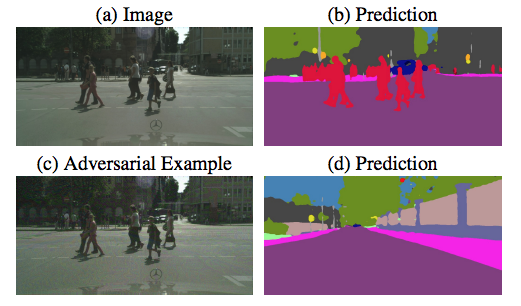 (a) Image
(b) Prediction
(c) Adversarial Example
(d) Prediction